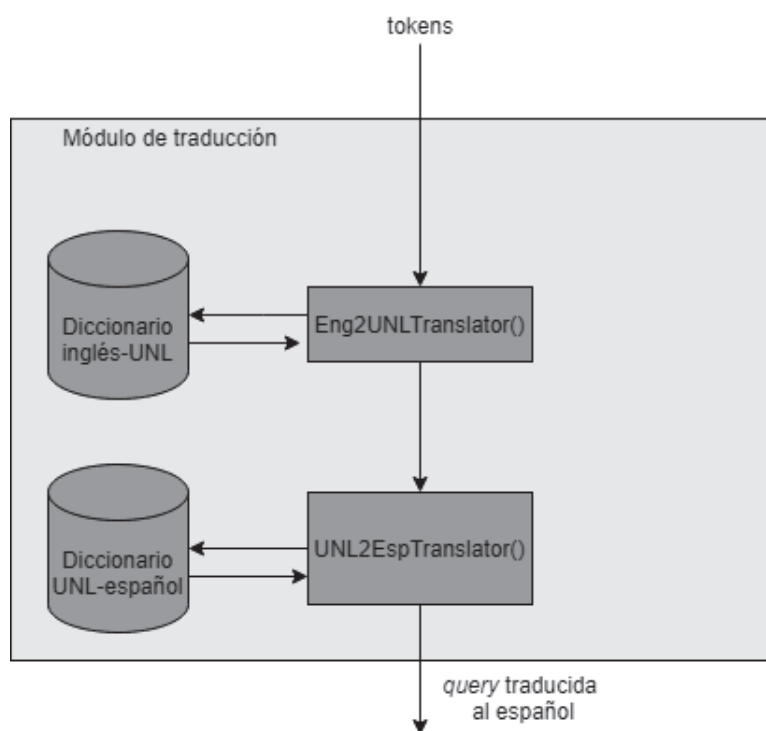 tokens
Módulo de traducción
Diccionario
inglés-UNL
Eng2UNLTranslator()
Diccionario
UNL-español
UNL2EspTranslator()
query traducida
al español